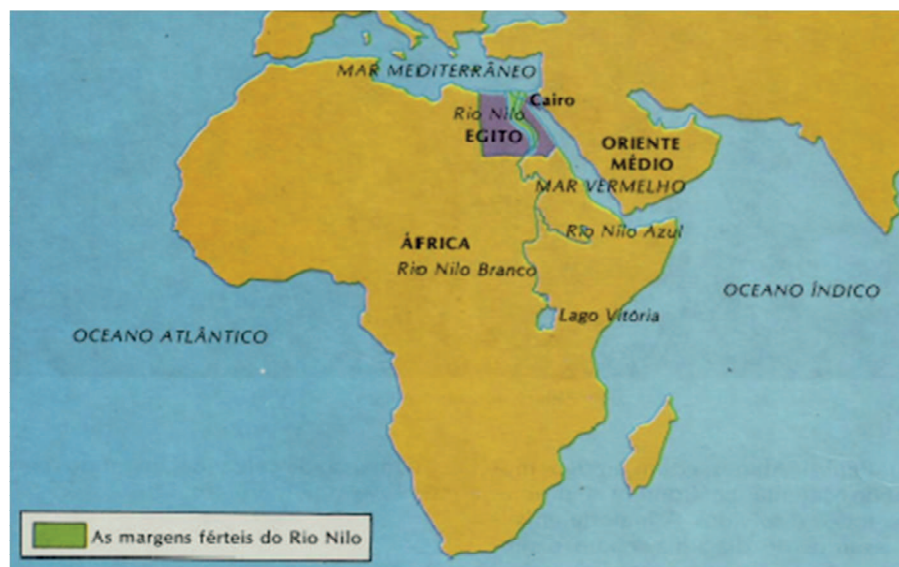 MAR MEDITERRÂNEO
Cairo
Rio Nilo
EGITO
ORIENTE
MÉDIO
MAR VERMELHO
Rio Nilo Azul
ÁFRICA
Rio Nilo Branco
OCEANO ÍNDICO
Lago Vitória
OCEANO ATLÂNTICO
As margens férteis do Rio Nilo